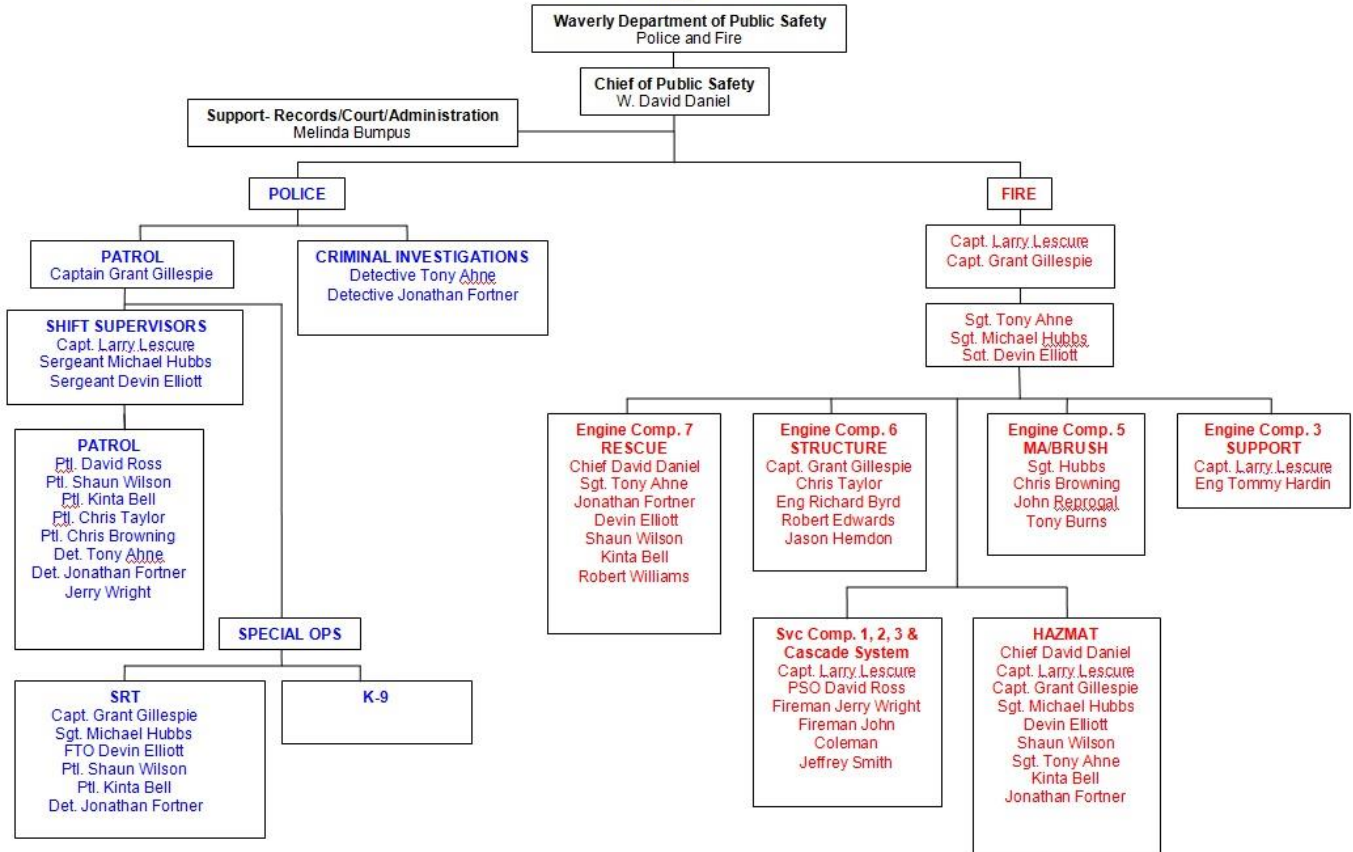 Waverly Department of Public Safety
Police and Fire
Chief of Public Safety
W. David Daniel
Support- Records/Court/Administration
Melinda Bumpus
POLICE
PATROL
Captain Grant Gillespie
CRIMINAL INVESTIGATIONS
Detective Tony Ahne
Detective Jonathan Fortner
SHIFT SUPERVISORS
Capt. Larry Lescure
Sergeant Michael Hubbs
Sergeant Devin Elliott
PATROL
Ptl. David Ross
Ptl. Shaun Wilson
Ptl. Kinta Bell
Ptl. Chris Taylor
Ptl. Chris Browning
Det. Tony Ahne
Det. Jonathan Fortner
Jerry Wright
SPECIAL OPS
SRT
Capt. Grant Gillespie
Sgt. Michael Hubbs
FTO Devin Elliott
Ptl. Shaun Wilson
Ptl. Kinta Bell
Det. Jonathan Fortner
K-9
FIRE
Capt. Larry Lescure
Capt. Grant Gillespie
Sgt. Tony Ahne
Sgt. Michael Hubbs
Sgt. Devin Elliott
Engine Comp. 7
RESCUE
Chief David Daniel
Sgt. Tony Ahne
Jonathan Fortner
Devin Elliott
Shaun Wilson
Kinta Bell
Robert Williams
Engine Comp. 6
STRUCTURE
Capt. Grant Gillespie
Chris Taylor
Eng Richard Byrd
Robert Edwards
Jason Herndon
Engine Comp. 5
MA/BRUSH
Sgt. Hubbs
Chris Browning
John Reprogal
Tony Burns
Engine Comp. 3
SUPPORT
Capt. Larry Lescure
Eng Tommy Hardin
Svc Comp. 1, 2, 3 &
Cascade System
Capt. Larry Lescure
PSO David Ross
Fireman Jerry Wright
Fireman John
Coleman
Jeffrey Smith
HAZMAT
Chief David Daniel
Capt. Larry Lescure
Capt. Grant Gillespie
Sgt. Michael Hubbs
Devin Elliott
Shaun Wilson
Sgt. Tony Ahne
Kinta Bell
Jonathan Fortner